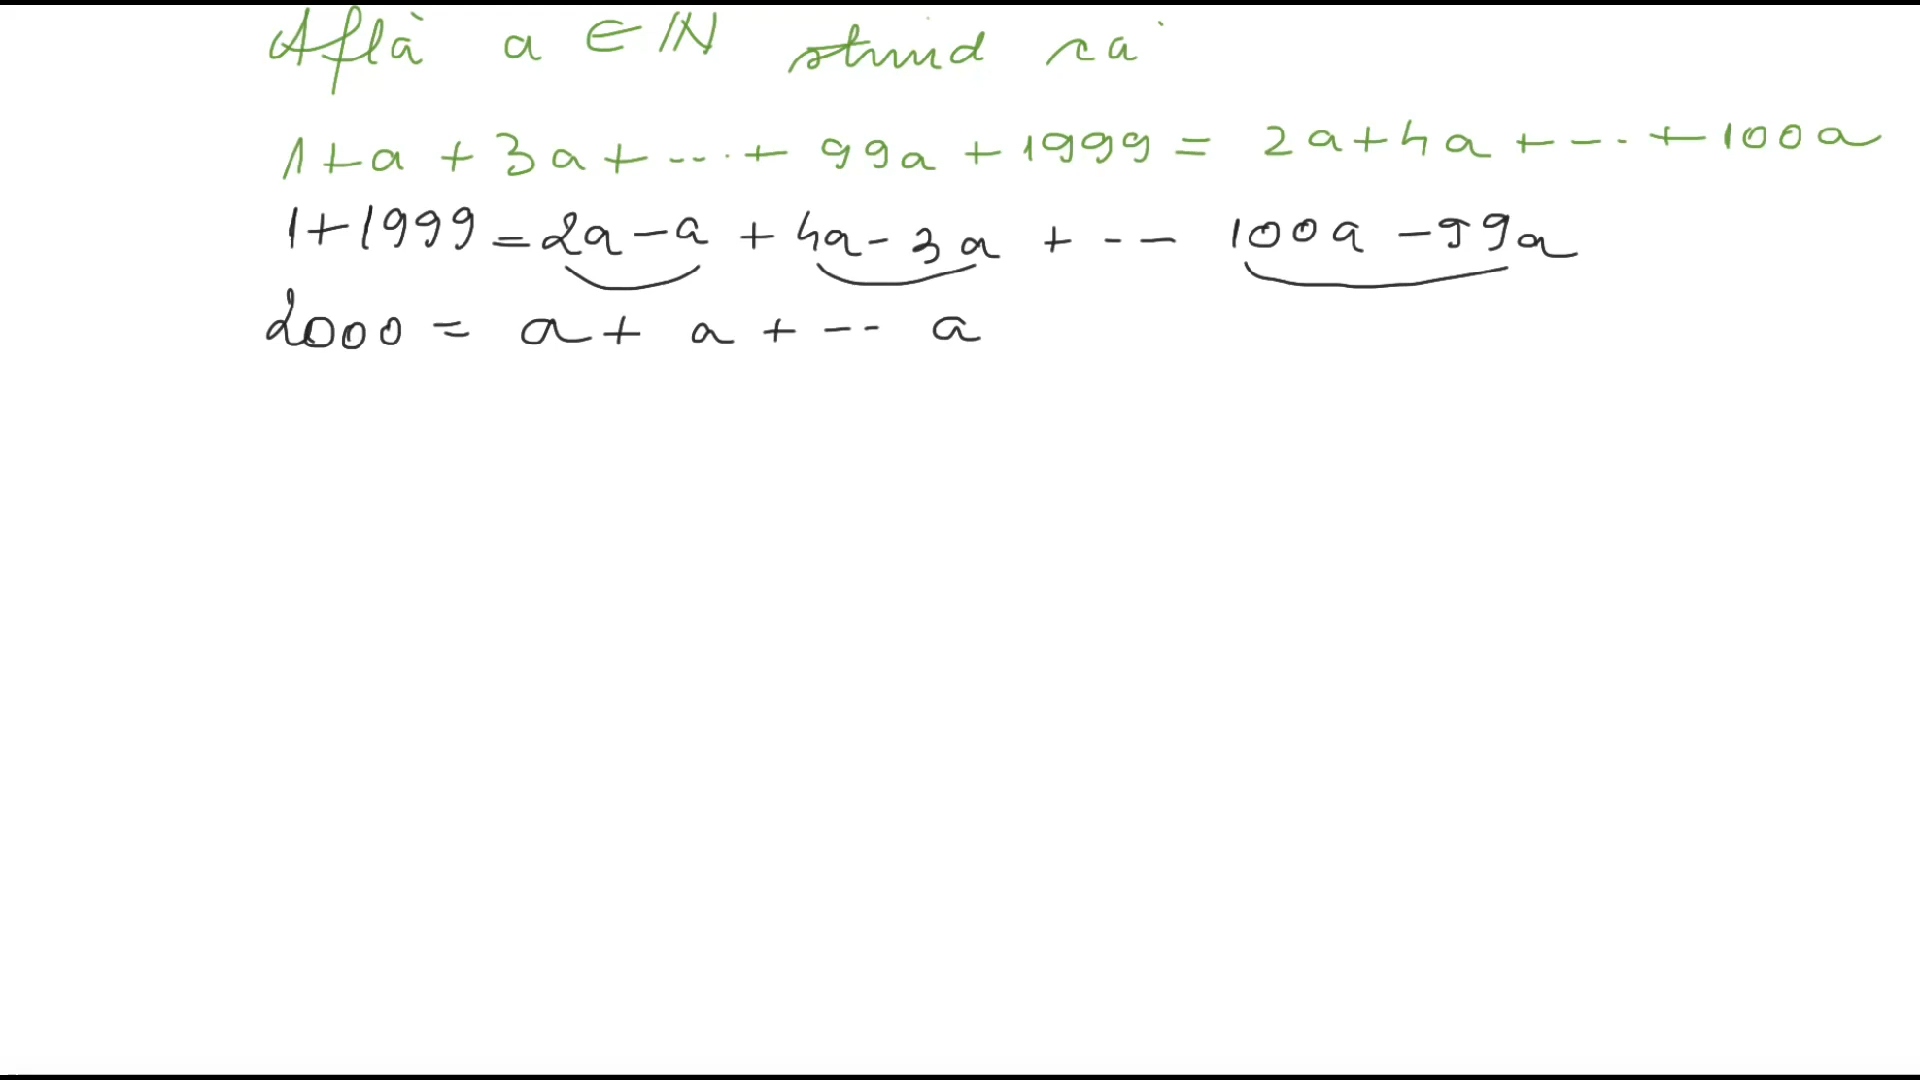 Află a ∈ ℕ știind că
1+a+3a+--.+99a+1999 = 2a+4a+--.+100a
1+1999=2a-a+4a-3a+--- 100a-99a
2000 = a+a+-- a